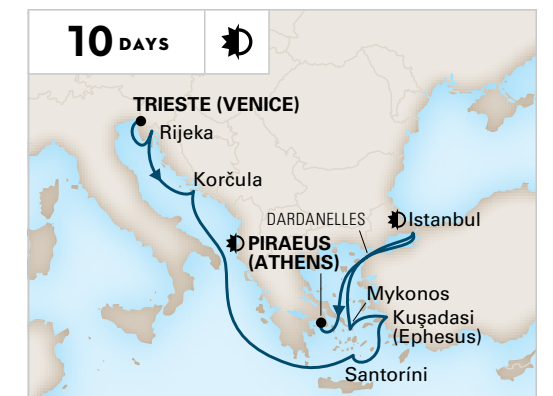 10 DAYS
TRIESTE (VENICE)
Rijeka
Korčula
DARDANELLES
Istanbul
PIRAEUS
(ATHENS)
Mykonos
Kuşadasi
(Ephesus)
Santoríni